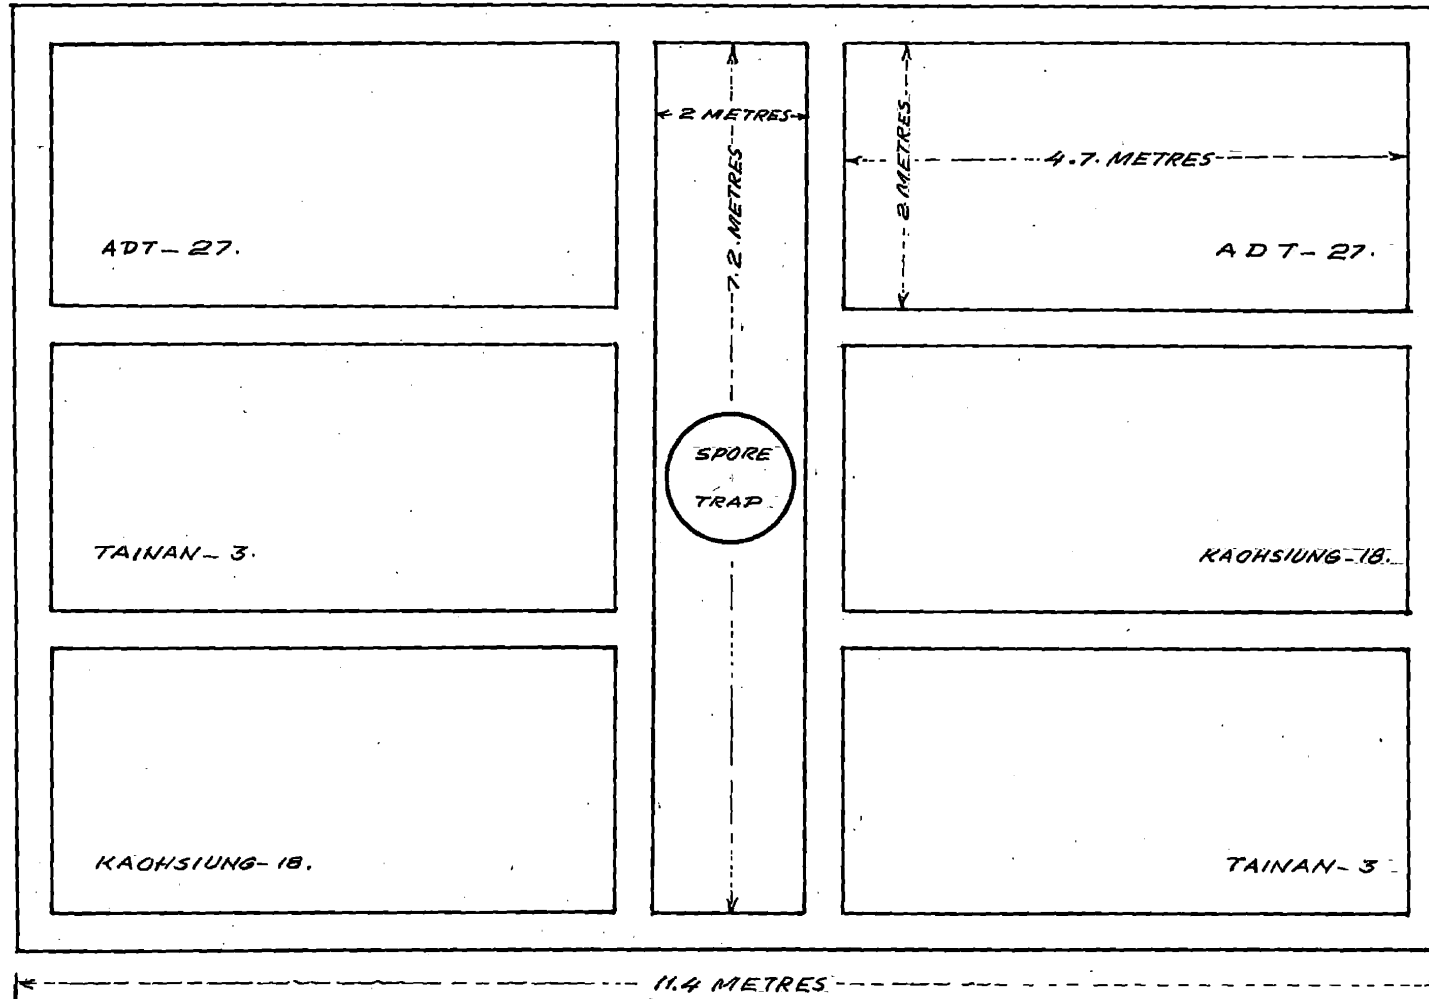 2 METRES
7.2. METRES
2 METRES
4.7. METRES
ADT- 27.
ADT- 27.
SPORE
TRAP
TAINAN- 3.
KAOHSIUNG-18.
KAOHSIUNG- 18.
TAINAN- 3
11.4 METRES